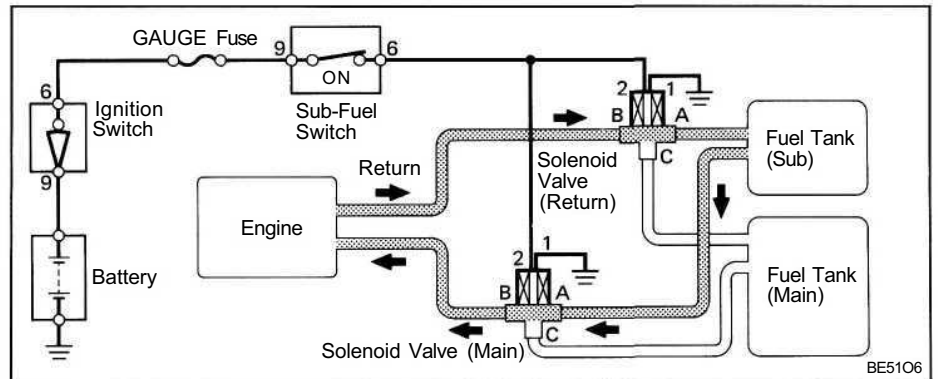 GAUGE Fuse
9
6
ON
Sub-Fuel
Switch
6
Ignition
Switch
9
Battery
Return
Engine
2
1
B
A
C
Solenoid
Valve
(Return)
Fuel Tank
(Sub)
2
1
B
A
C
Solenoid Valve (Main)
Fuel Tank
(Main)
BE51O6